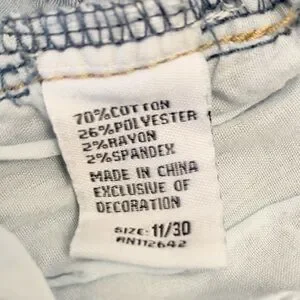 70%COTTON
26%POLYESTER
2%RAYON
2%SPANDEX
MADE IN CHINA
EXCLUSIVE OF
DECORATION
SIZE: 11/30
RN112642